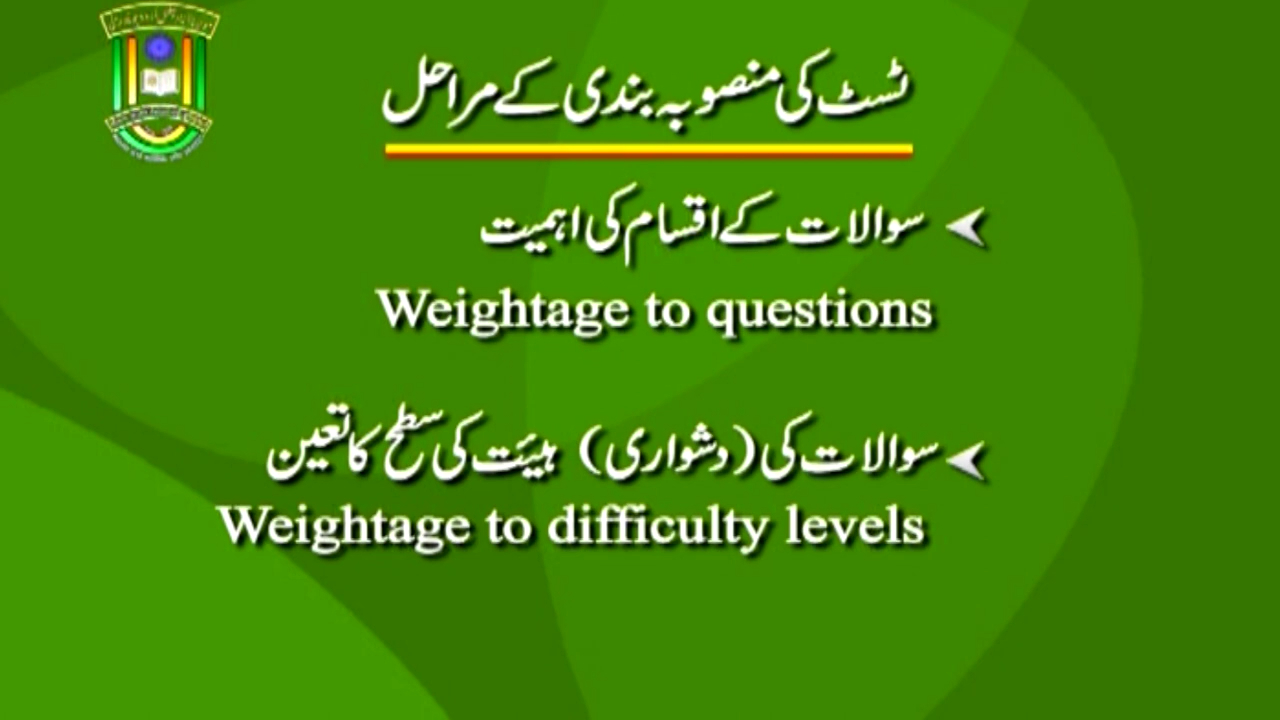 ٹسٹ کی منصوبہ بندی کے مراحل
سوالات کے اقسام کی اہمیت
Weightage to questions
سوالات کی (دشواری) ہیئت کی سطح کا تعین
Weightage to difficulty levels